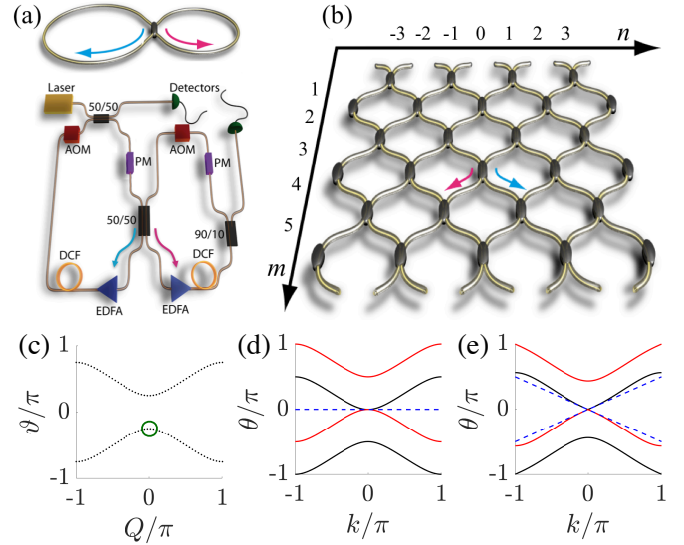 (a)
(b)
-3 -2 -1 0 1 2 3 n
1
2
3
4
5
m
Laser
50/50
Detectors
AOM
AOM
PM
PM
50/50
90/10
DCF
DCF
EDFA
EDFA
(c)
(d)
(e)
1
0
-1
ϑ/π
-1 0 1
Q/π
1
0
-1
θ/π
-1 0 1
k/π
1
0
-1
θ/π
-1 0 1
k/π